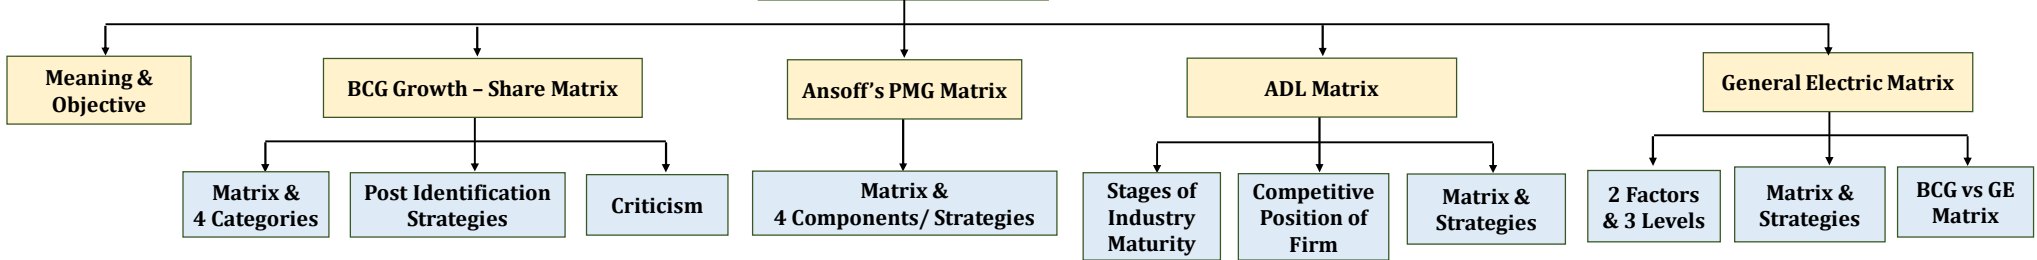 Meaning &
Objective
BCG Growth – Share Matrix
Ansoff's PMG Matrix
ADL Matrix
General Electric Matrix
Matrix &
4 Categories
Post Identification
Strategies
Criticism
Matrix &
4 Components/ Strategies
Stages of
Industry
Maturity
Competitive
Position of
Firm
Matrix &
Strategies
2 Factors
& 3 Levels
Matrix &
Strategies
BCG vs GE
Matrix